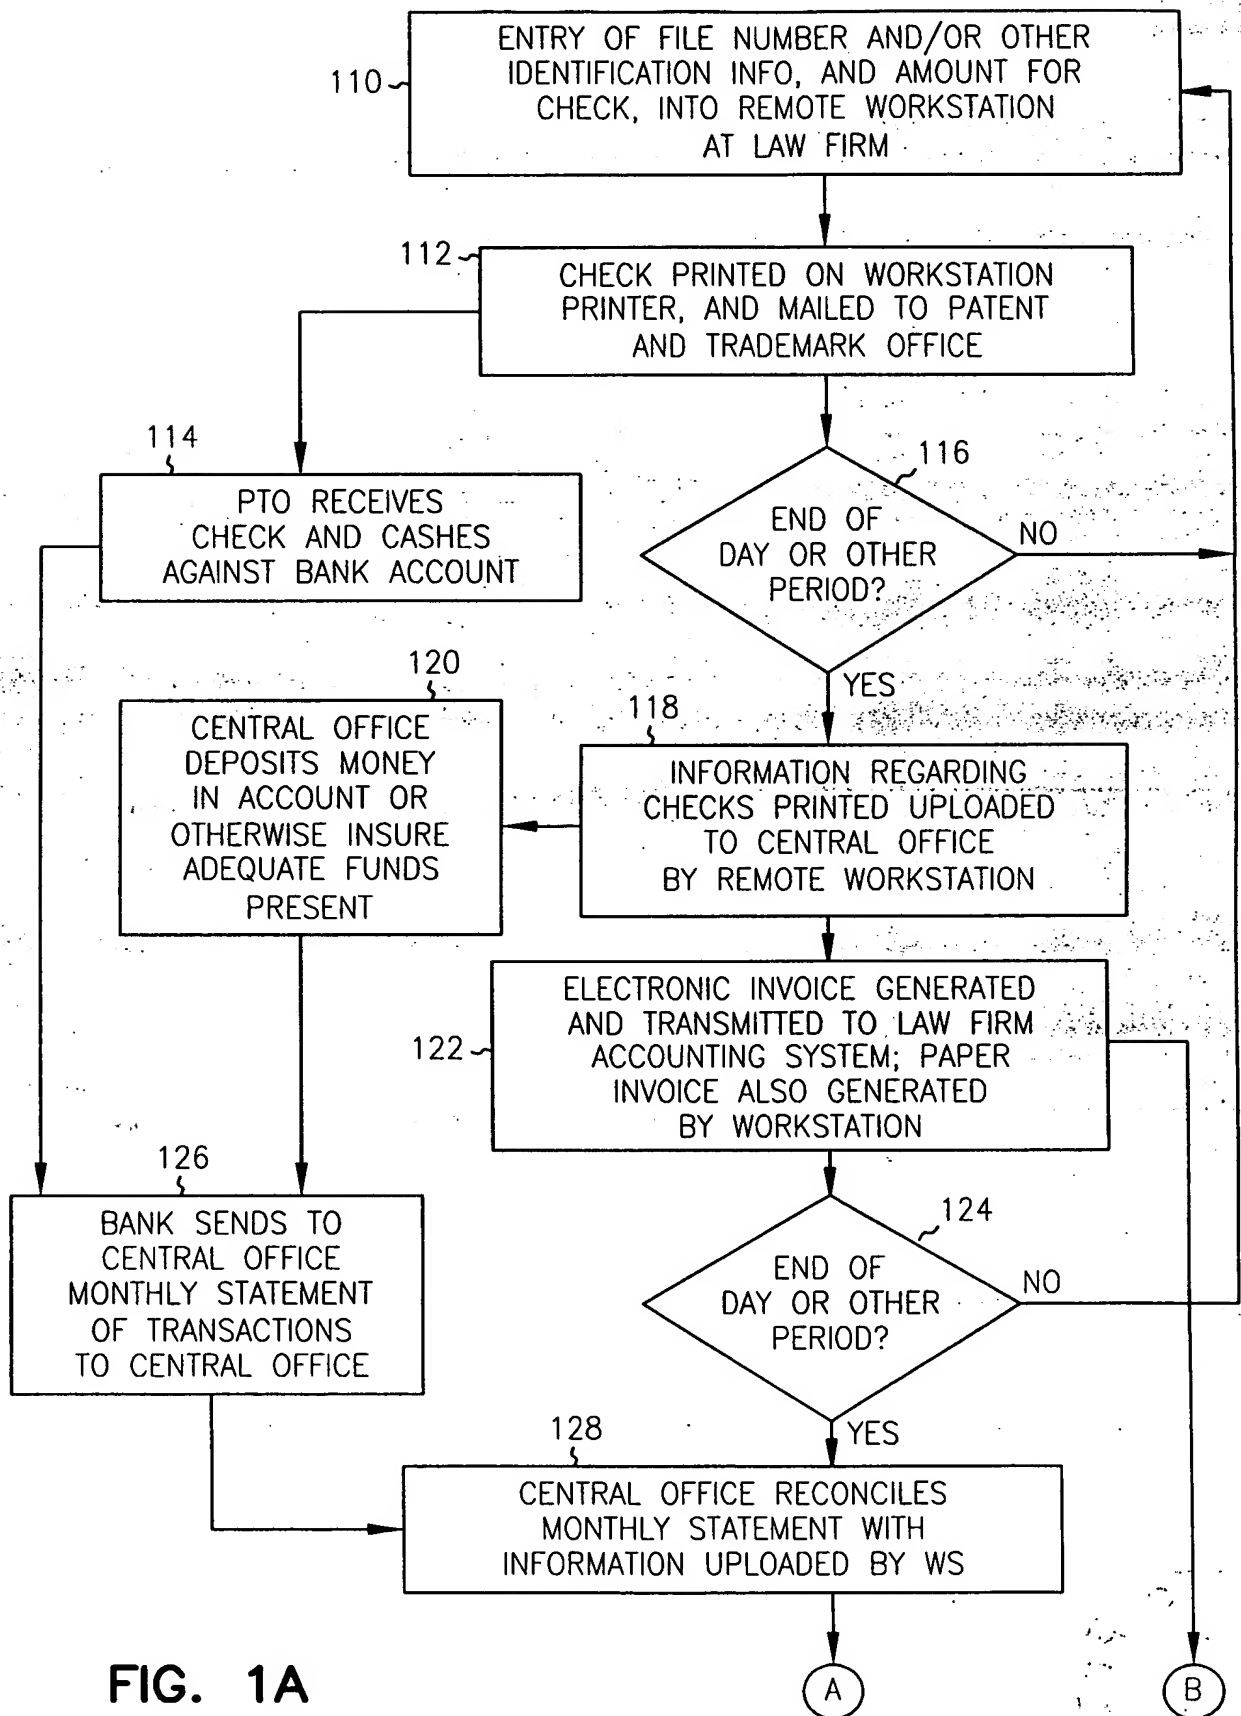 110
ENTRY OF FILE NUMBER AND/OR OTHER
IDENTIFICATION INFO, AND AMOUNT FOR
CHECK, INTO REMOTE WORKSTATION
AT LAW FIRM
112
CHECK PRINTED ON WORKSTATION
PRINTER, AND MAILED TO PATENT
AND TRADEMARK OFFICE
114
PTO RECEIVES
CHECK AND CASHES
AGAINST BANK ACCOUNT
116
END OF
DAY OR OTHER
PERIOD?
NO
YES
118
INFORMATION REGARDING
CHECKS PRINTED UPLOADED
TO CENTRAL OFFICE
BY REMOTE WORKSTATION
120
CENTRAL OFFICE
DEPOSITS MONEY
IN ACCOUNT OR
OTHERWISE INSURE
ADEQUATE FUNDS
PRESENT
122
ELECTRONIC INVOICE GENERATED
AND TRANSMITTED TO LAW FIRM
ACCOUNTING SYSTEM; PAPER
INVOICE ALSO GENERATED
BY WORKSTATION
124
END OF
DAY OR OTHER
PERIOD?
NO
YES
126
BANK SENDS TO
CENTRAL OFFICE
MONTHLY STATEMENT
OF TRANSACTIONS
TO CENTRAL OFFICE
128
CENTRAL OFFICE RECONCILES
MONTHLY STATEMENT WITH
INFORMATION UPLOADED BY WS
A
B
FIG. 1A